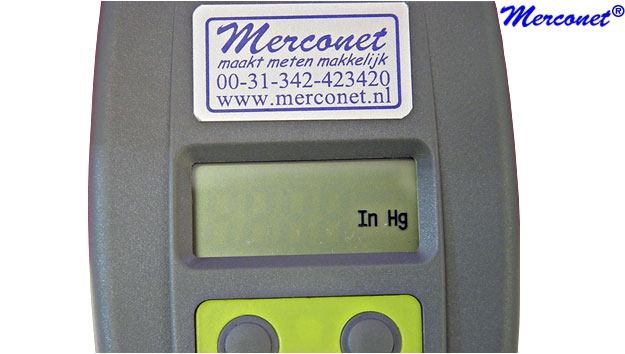 Merconet®
Merconet
maakt meten makkelijk
00-31-342-423420
www.merconet.nl
In Hg